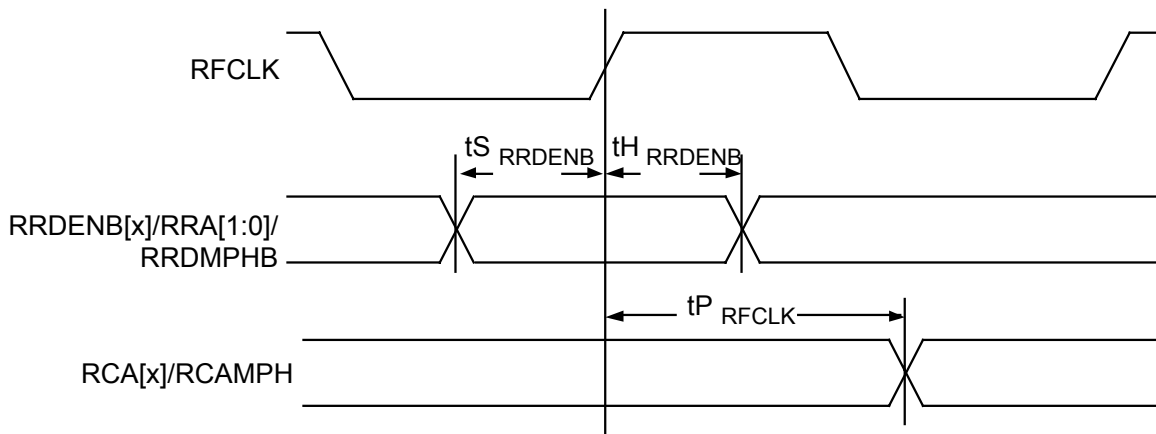 RFCLK
tS RRDENB
tH RRDENB
RRDENB[x]/RRA[1:0]/
RRDMPHB
tP RFCLK
RCA[x]/RCAMPH